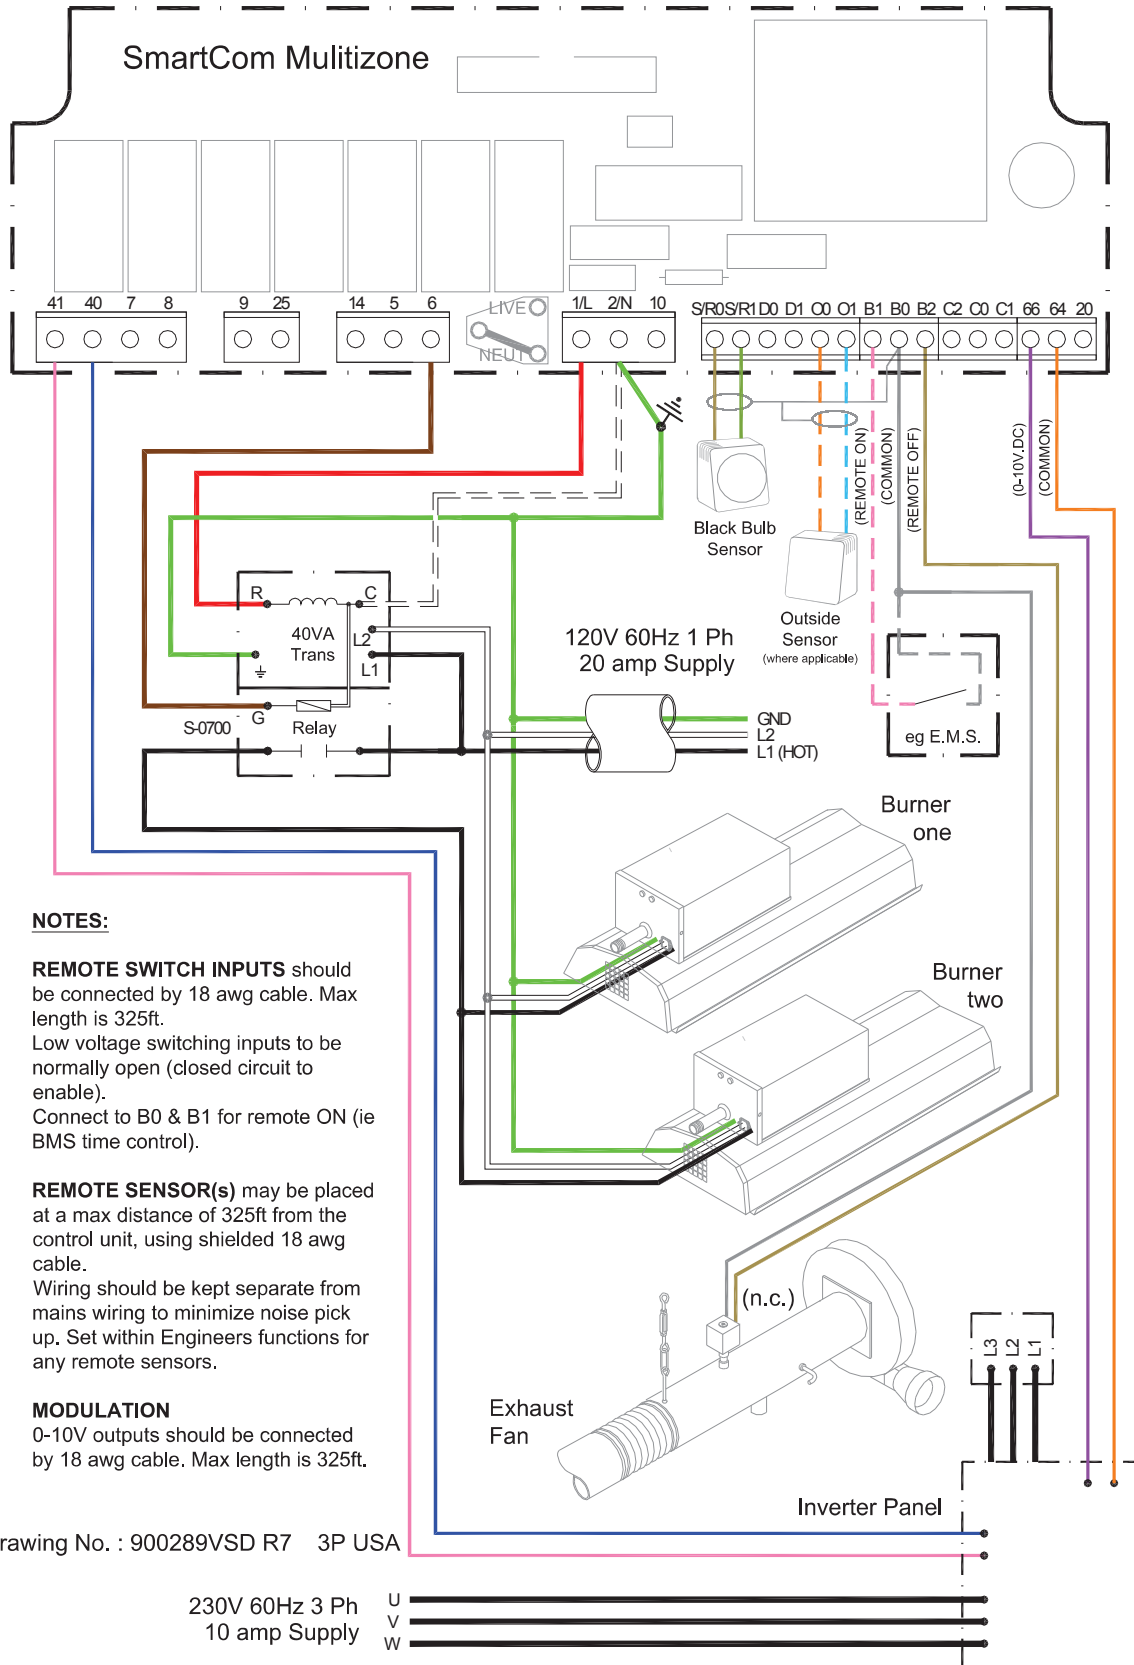 SmartCom Mulitizone
41 40 7 8 9 25 14 5 6 LIVE NEUT 1/L 2/N 10 S/R0 S/R1 D0 D1 O0 O1 B1 B0 B2 C2 C0 C1 66 64 20
(REMOTE ON)
(COMMON)
(REMOTE OFF)
(0-10V.DC)
(COMMON)
Black Bulb
Sensor
Outside
Sensor
(where applicable)
R C
40VA
Trans
L2
L1
G
S-0700
Relay
120V 60Hz 1 Ph
20 amp Supply
GND
L2
L1 (HOT)
eg E.M.S.
Burner
one
Burner
two
NOTES:
REMOTE SWITCH INPUTS should
be connected by 18 awg cable. Max
length is 325ft.
Low voltage switching inputs to be
normally open (closed circuit to
enable).
Connect to B0 & B1 for remote ON (ie
BMS time control).
REMOTE SENSOR(s) may be placed
at a max distance of 325ft from the
control unit, using shielded 18 awg
cable.
Wiring should be kept separate from
mains wiring to minimize noise pick
up. Set within Engineers functions for
any remote sensors.
MODULATION
0-10V outputs should be connected
by 18 awg cable. Max length is 325ft.
(n.c.)
Exhaust
Fan
L3
L2
L1
Inverter Panel
rawing No. : 900289VSD R7 3P USA
230V 60Hz 3 Ph
10 amp Supply
U
V
W